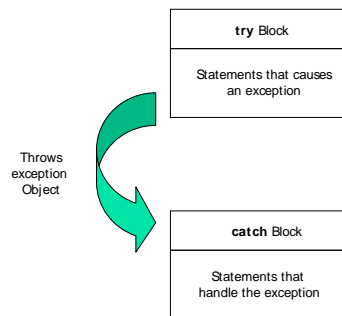 try Block
Statements that causes
an exception
Throws
exception
Object
catch Block
Statements that
handle the exception